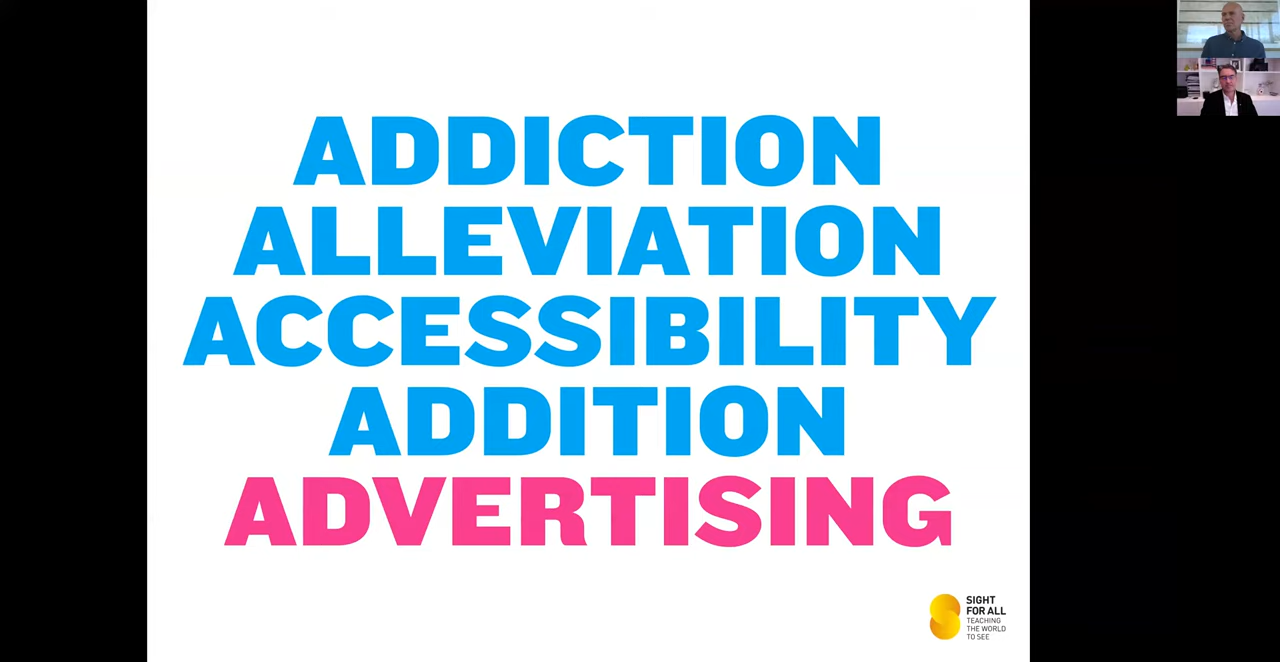 ADDICTION
ALLEVIATION
ACCESSIBILITY
ADDITION
ADVERTISING
SIGHT
FOR ALL
TEACHING
THE WORLD
TO SEE